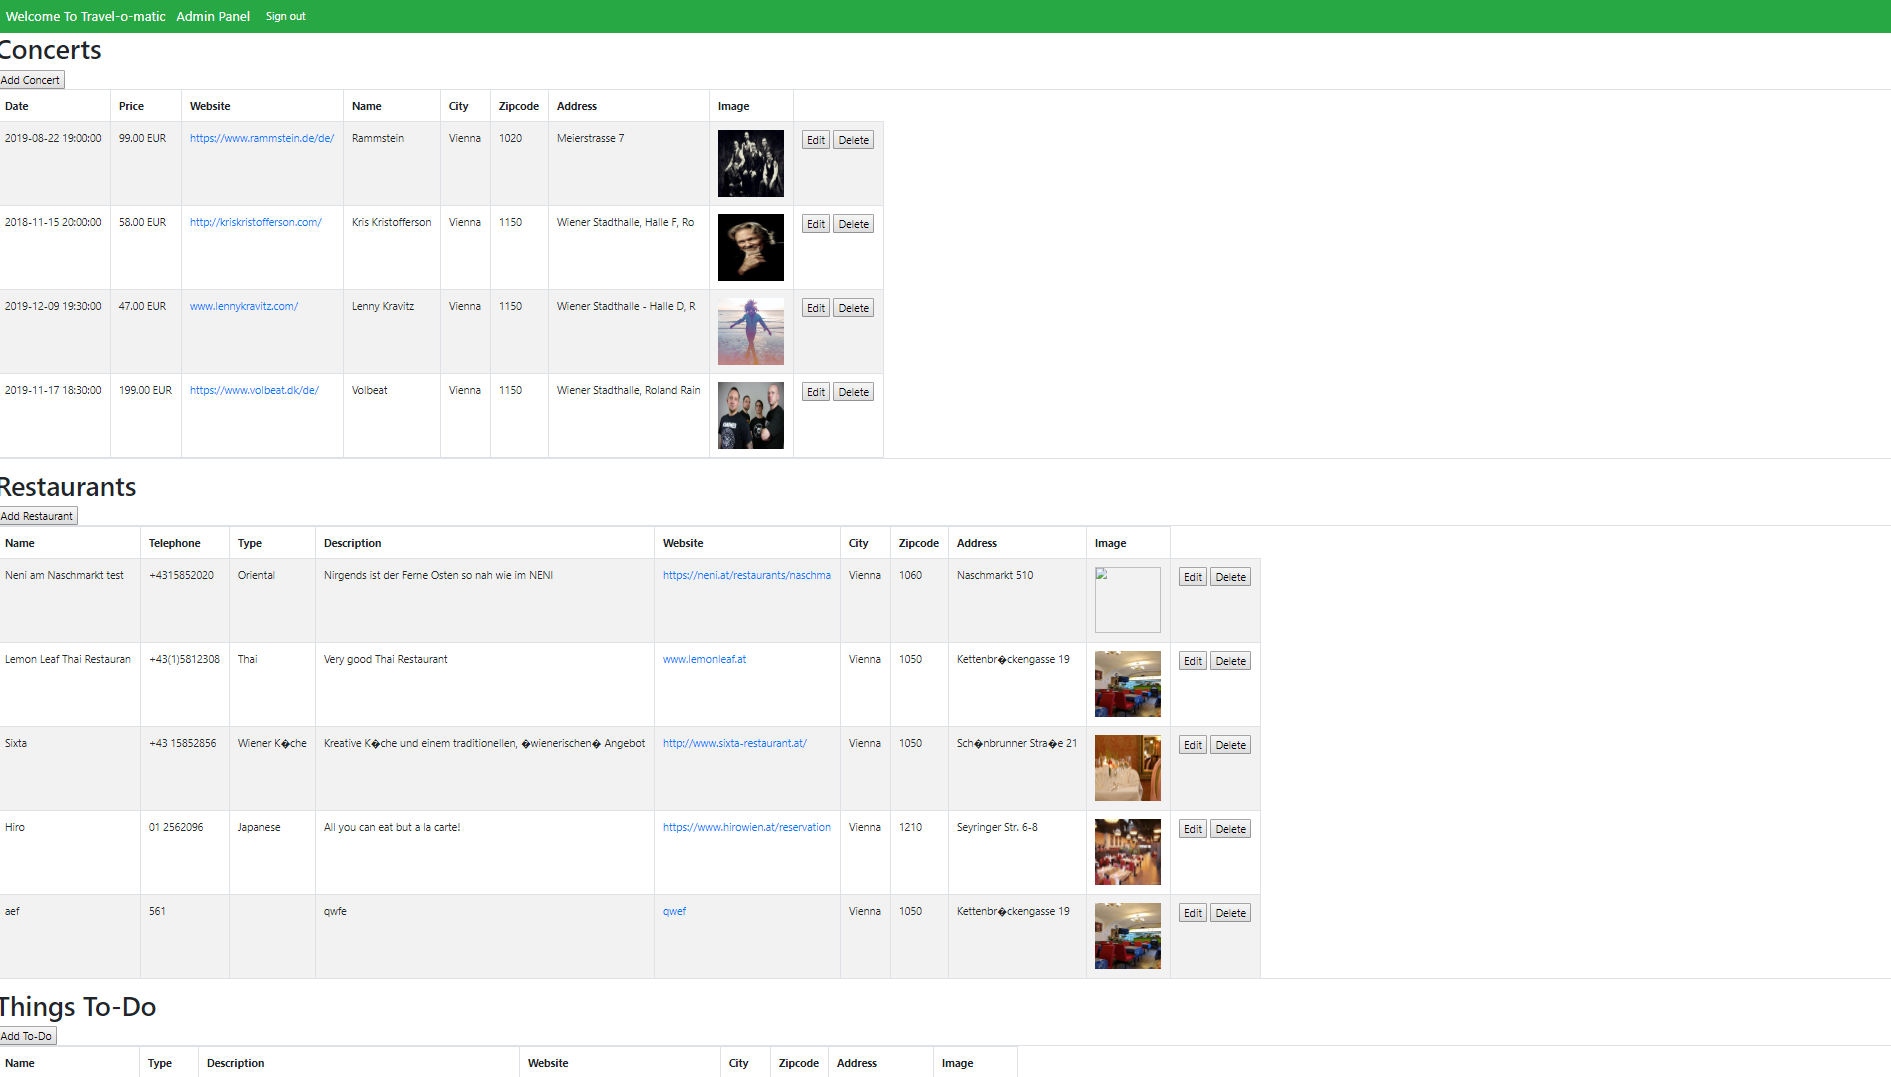 Welcome To Travel-o-matic Admin Panel Sign out
Concerts
Add Concert
Date Price Website Name City Zipcode Address Image
2019-08-22 19:00:00 99.00 EUR https://www.rammstein.de/de/ Rammstein Vienna 1020 Meierstrasse 7 Edit Delete
2018-11-15 20:00:00 58.00 EUR http://kriskristofferson.com/ Kris Kristofferson Vienna 1150 Wiener Stadthalle, Halle F, Ro Edit Delete
2019-12-09 19:30:00 47.00 EUR www.lennykravitz.com/ Lenny Kravitz Vienna 1150 Wiener Stadthalle - Halle D, R Edit Delete
2019-11-17 18:30:00 199.00 EUR https://www.volbeat.dk/de/ Volbeat Vienna 1150 Wiener Stadthalle, Roland Rain Edit Delete
Restaurants
Add Restaurant
Name Telephone Type Description Website City Zipcode Address Image
Neni am Naschmarkt test +4315852020 Oriental Nirgends ist der Ferne Osten so nah wie im NENI https://neni.at/restaurants/naschma Vienna 1060 Naschmarkt 510 Edit Delete
Lemon Leaf Thai Restauran +43(1)5812308 Thai Very good Thai Restaurant www.lemonleaf.at Vienna 1050 Kettenbr�ckengasse 19 Edit Delete
Sixta +43 15852856 Wiener K�che Kreative K�che und einem traditionellen, �wienerischen� Angebot http://www.sixta-restaurant.at/ Vienna 1050 Sch�nbrunner Stra�e 21 Edit Delete
Hiro 01 2562096 Japanese All you can eat but a la carte! https://www.hirowien.at/reservation Vienna 1210 Seyringer Str. 6-8 Edit Delete
aef 561 qwfe qwef Vienna 1050 Kettenbr�ckengasse 19 Edit Delete
Things To-Do
Add To-Do
Name Type Description Website City Zipcode Address Image